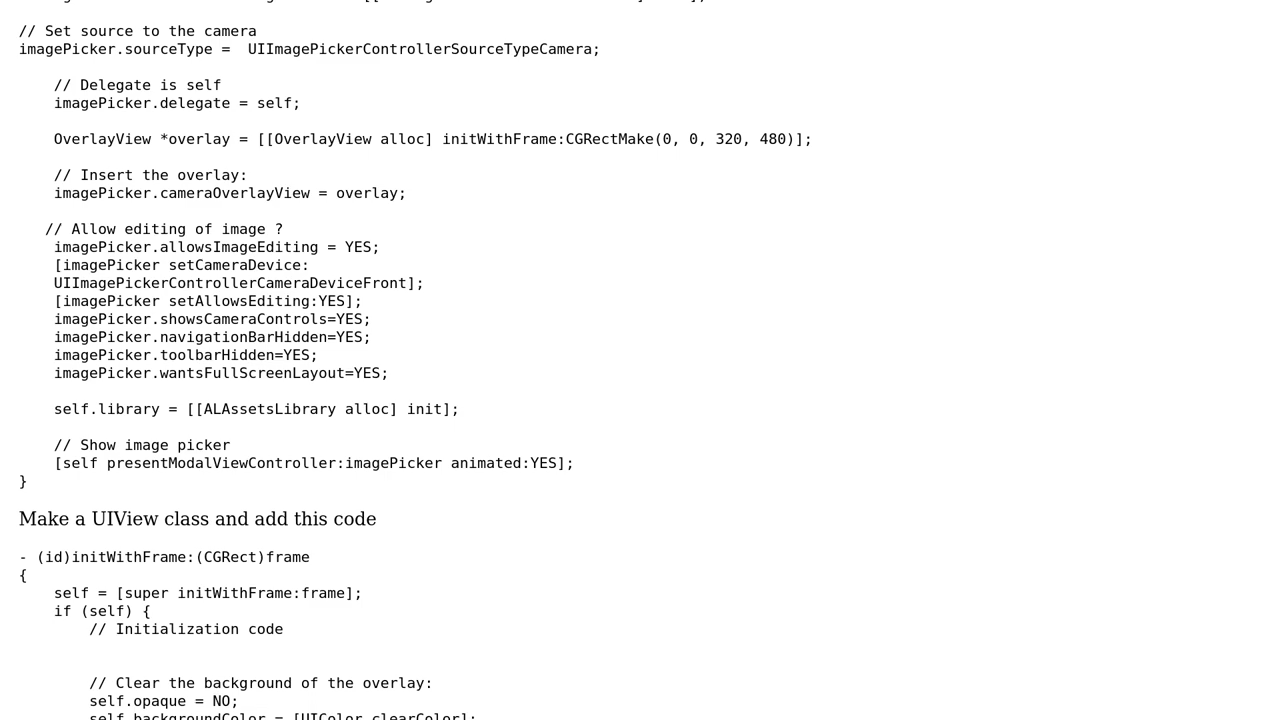 // Set source to the camera
imagePicker.sourceType =  UIImagePickerControllerSourceTypeCamera;
// Delegate is self
imagePicker.delegate = self;
OverlayView *overlay = [[OverlayView alloc] initWithFrame:CGRectMake(0, 0, 320, 480)];
// Insert the overlay:
imagePicker.cameraOverlayView = overlay;
// Allow editing of image ?
imagePicker.allowsImageEditing = YES;
[imagePicker setCameraDevice:
UIImagePickerControllerCameraDeviceFront];
[imagePicker setAllowsEditing:YES];
imagePicker.showsCameraControls=YES;
imagePicker.navigationBarHidden=YES;
imagePicker.toolbarHidden=YES;
imagePicker.wantsFullScreenLayout=YES;
self.library = [[ALAssetsLibrary alloc] init];
// Show image picker
[self presentModalViewController:imagePicker animated:YES];
}
Make a UIView class and add this code
- (id)initWithFrame:(CGRect)frame
{
self = [super initWithFrame:frame];
if (self) {
// Initialization code
// Clear the background of the overlay:
self.opaque = NO;
self.backgroundColor = [UIColor clearColor];